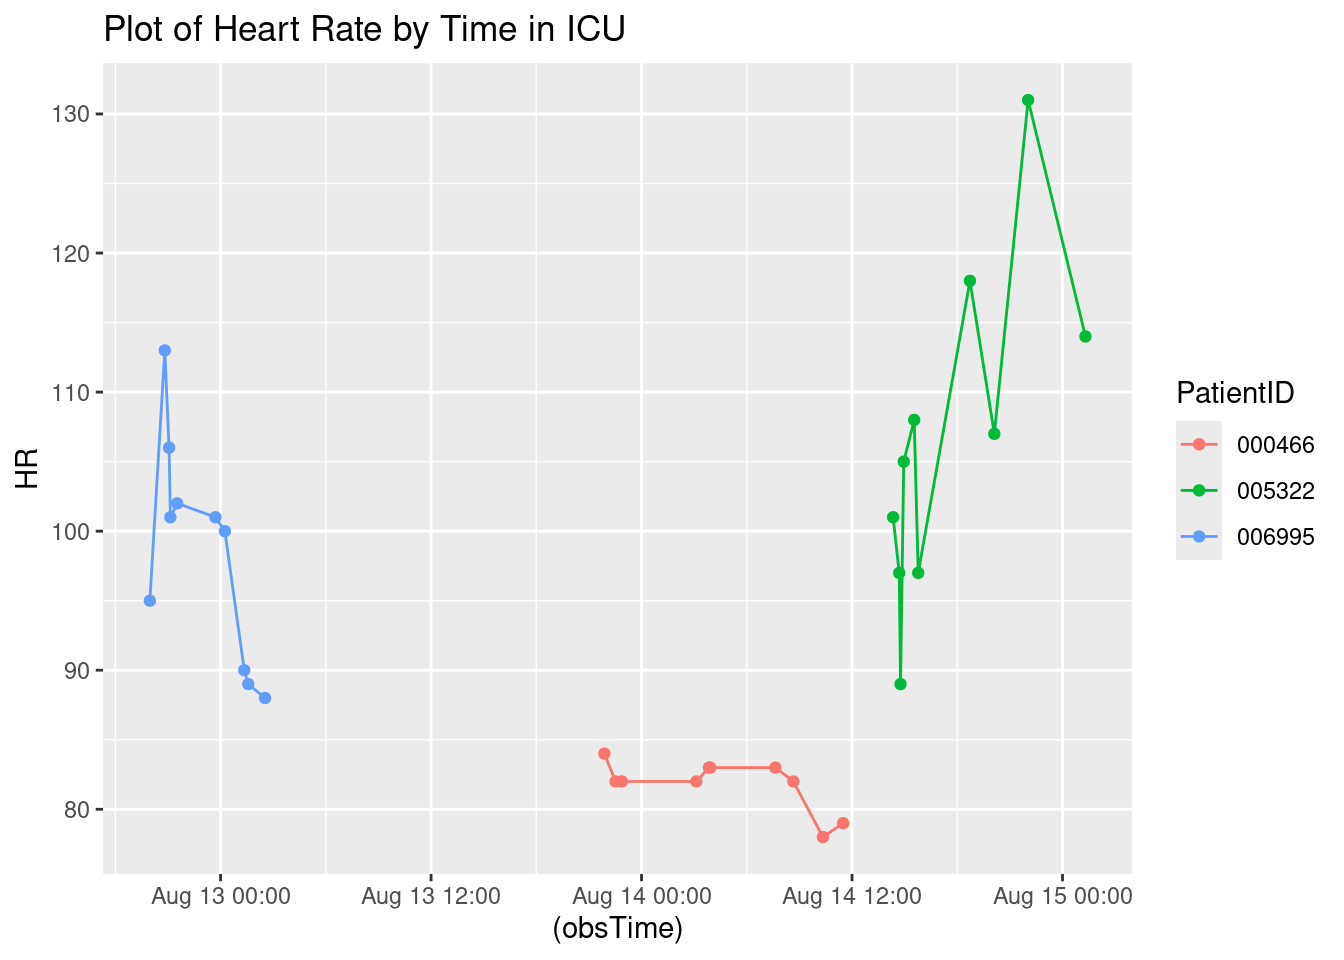 Plot of Heart Rate by Time in ICU
130
120
110
100
90
80
HR
Aug 13 00:00
Aug 13 12:00
Aug 14 00:00
Aug 14 12:00
Aug 15 00:00
(obsTime)
PatientID
000466
005322
006995